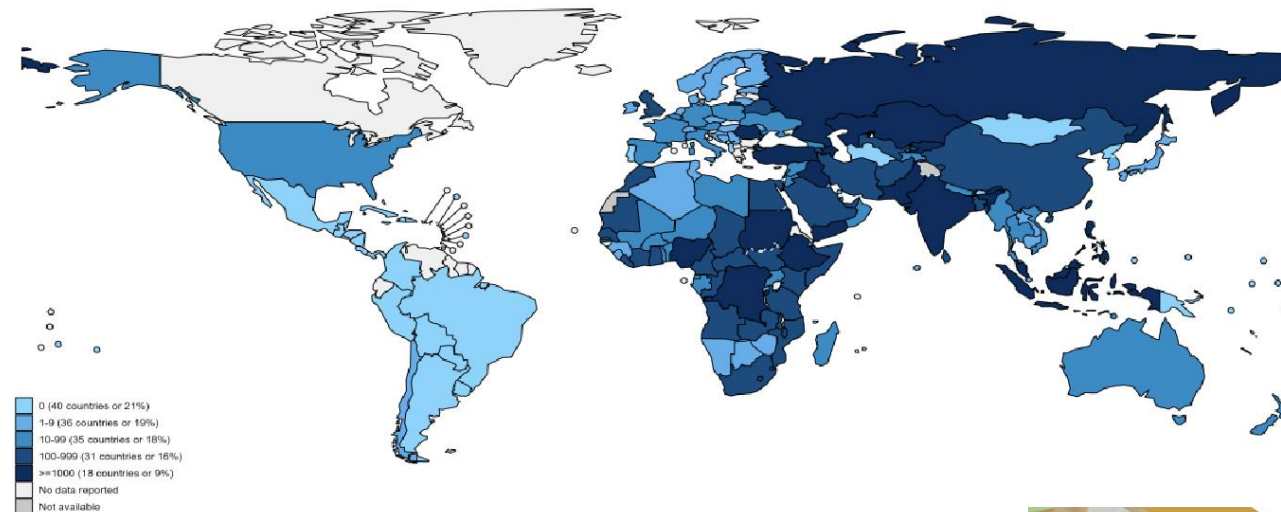 0 (40 countries or 21%)
1-9 (36 countries or 19%)
10-99 (35 countries or 18%)
100-999 (31 countries or 16%)
>=1000 (18 countries or 9%)
No data reported
Not available